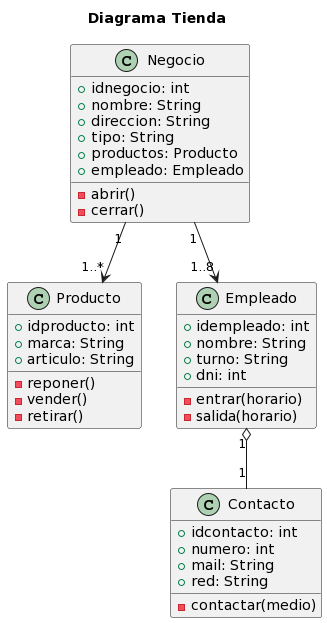 Diagrama Tienda
C Negocio
idnegocio: int
nombre: String
direccion: String
tipo: String
productos: Producto
empleado: Empleado
abrir()
cerrar()
1
1
1..*
1..8
C Producto
idproducto: int
marca: String
articulo: String
reponer()
vender()
retirar()
C Empleado
idempleado: int
nombre: String
turno: String
dni: int
entrar(horario)
salida(horario)
1
1
C Contacto
idcontacto: int
numero: int
mail: String
red: String
contactar(medio)